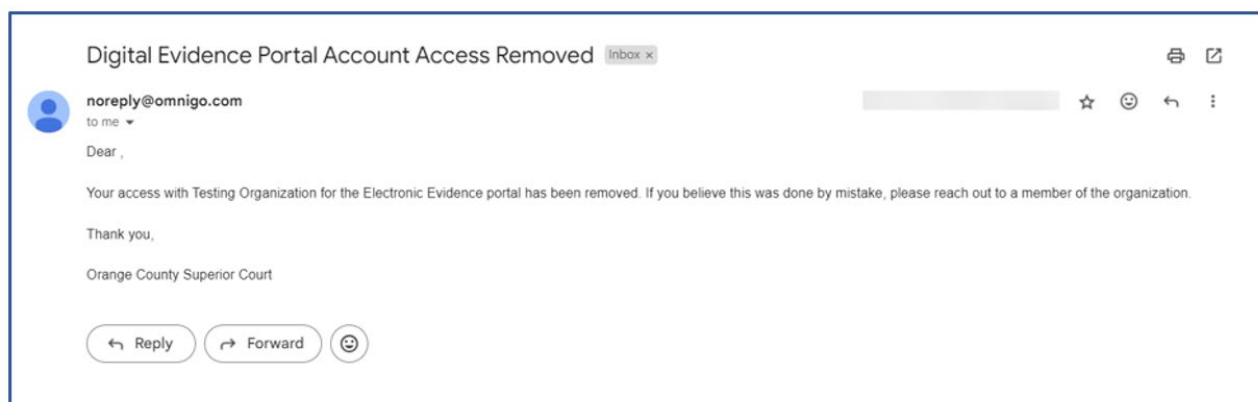 Digital Evidence Portal Account Access Removed Inbox ×
noreply@omnigo.com
to me
Dear ,
Your access with Testing Organization for the Electronic Evidence portal has been removed. If you believe this was done by mistake, please reach out to a member of the organization.
Thank you,
Orange County Superior Court
Reply Forward